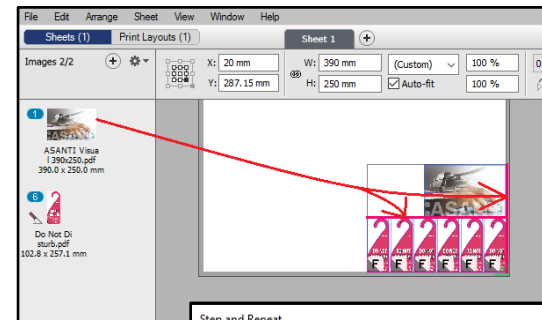 File Edit Arrange Sheet View Window Help
Sheets (1) Print Layouts (1) Sheet 1
Images 2/2 X: 20 mm W: 390 mm (Custom) 100 %
Y: 287.15 mm H: 250 mm Auto-fit 100 %
1
ASANTI
ASANTI Visua
l 390x250.pdf
390.0 x 250.0 mm
6
Do Not Di
sturb.pdf
102.8 x 257.1 mm
ASA
F F F F F F
Step and Repeat